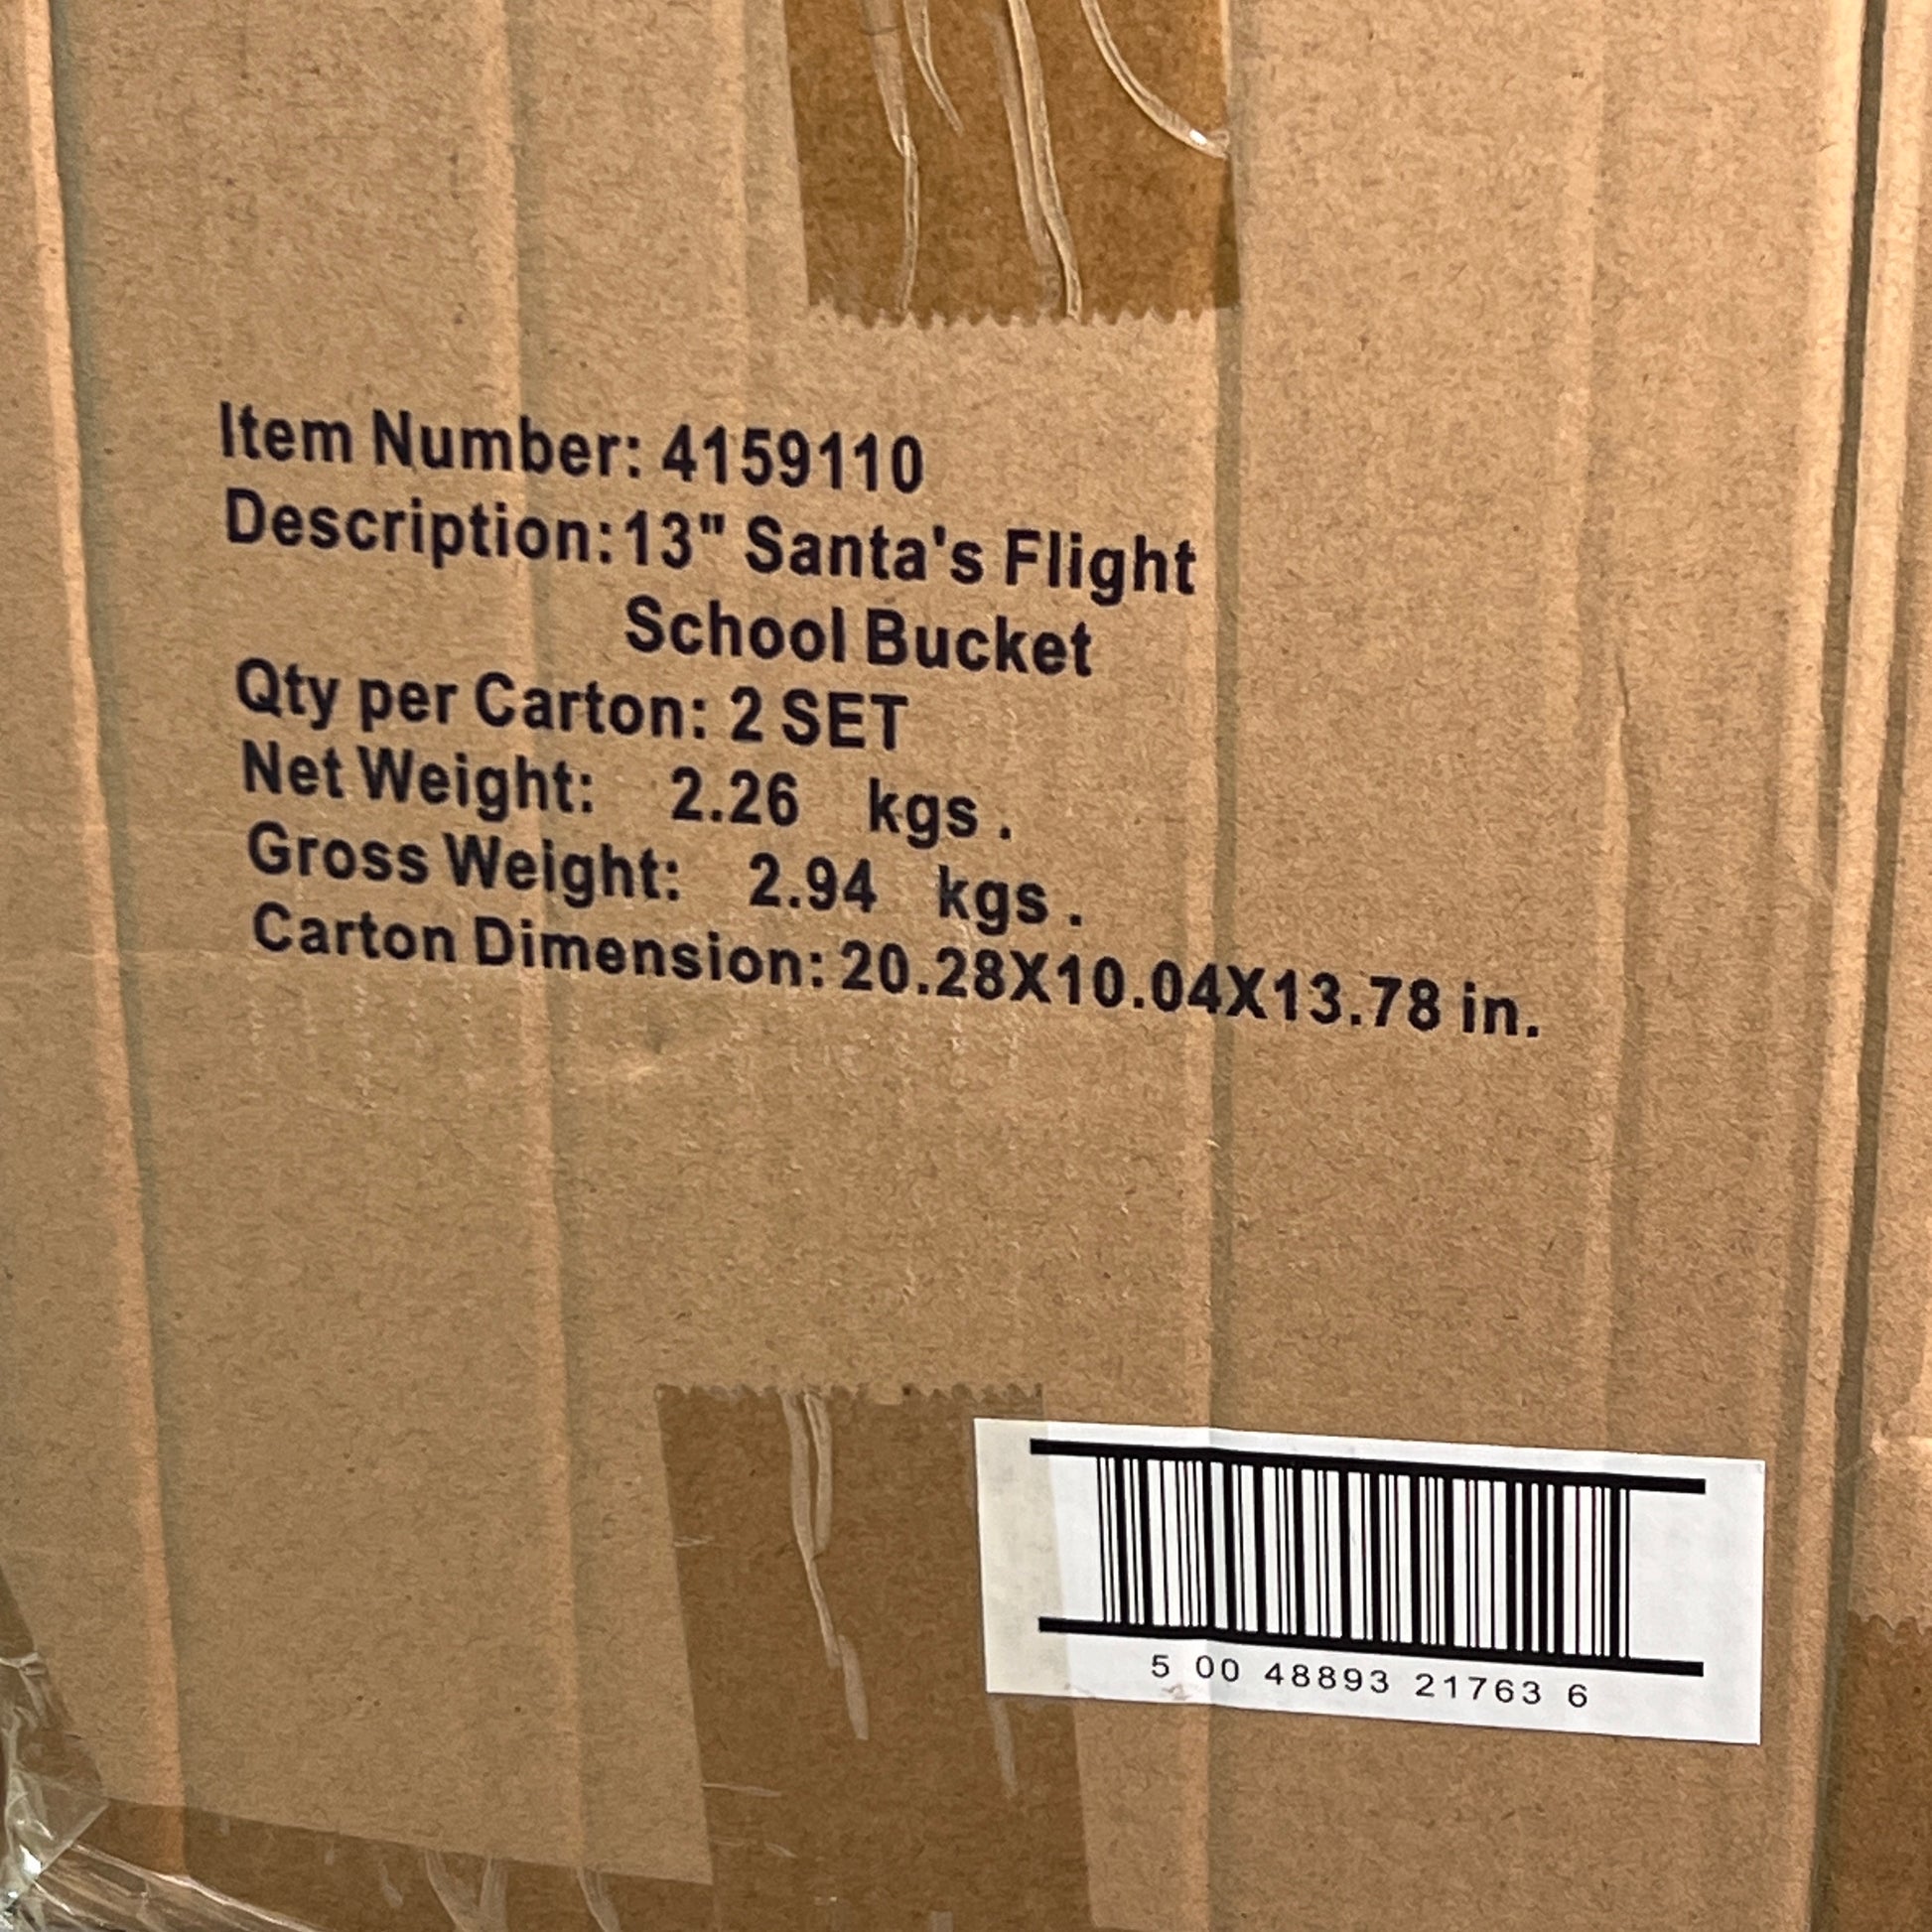 Item Number: 4159110
Description:13" Santa's Flight
School Bucket
Qty per Carton: 2 SET
Net Weight: 2.26 kgs .
Gross Weight: 2.94 kgs .
Carton Dimension: 20.28X10.04X13.78 in.
5 00 48893 21763 6